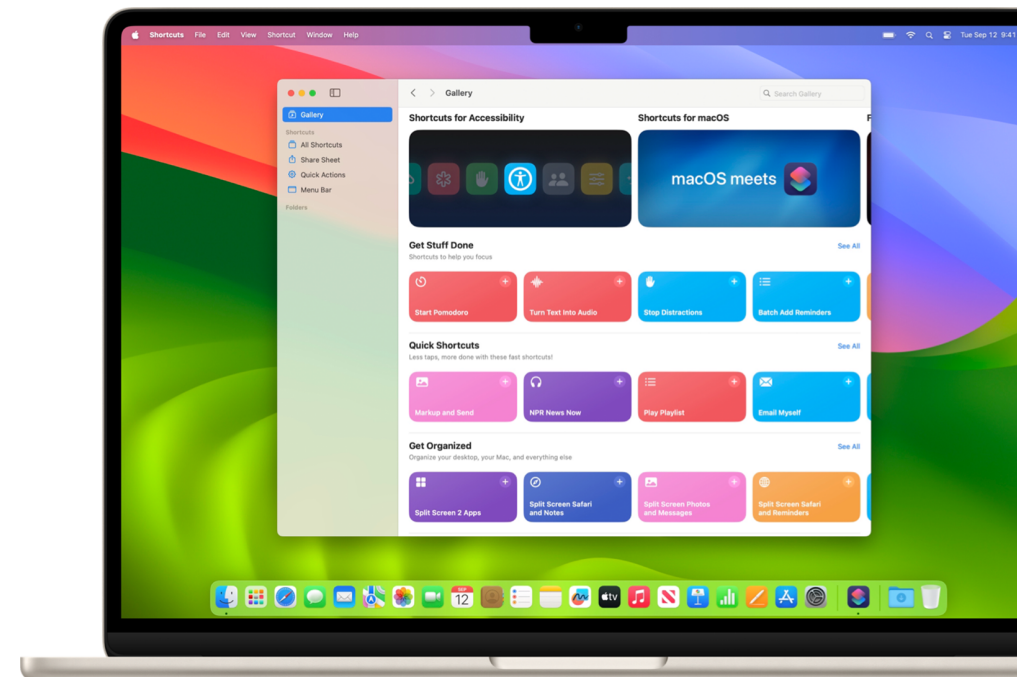 Shortcuts File Edit View Shortcut Window Help
Tue Sep 12 9:41
Gallery
Search Gallery
Gallery
Shortcuts
All Shortcuts
Share Sheet
Quick Actions
Menu Bar
Folders
Shortcuts for Accessibility
Shortcuts for macOS
F
macOS meets
Get Stuff Done
See All
Shortcuts to help you focus
Start Pomodoro
Turn Text Into Audio
Stop Distractions
Batch Add Reminders
Quick Shortcuts
See All
Less taps, more done with these fast shortcuts!
Markup and Send
NPR News Now
Play Playlist
Email Myself
Get Organized
See All
Organize your desktop, your Mac, and everything else
Split Screen 2 Apps
Split Screen Safari
and Notes
Split Screen Photos
and Messages
Split Screen Safari
and Reminders
SEP
12
tv